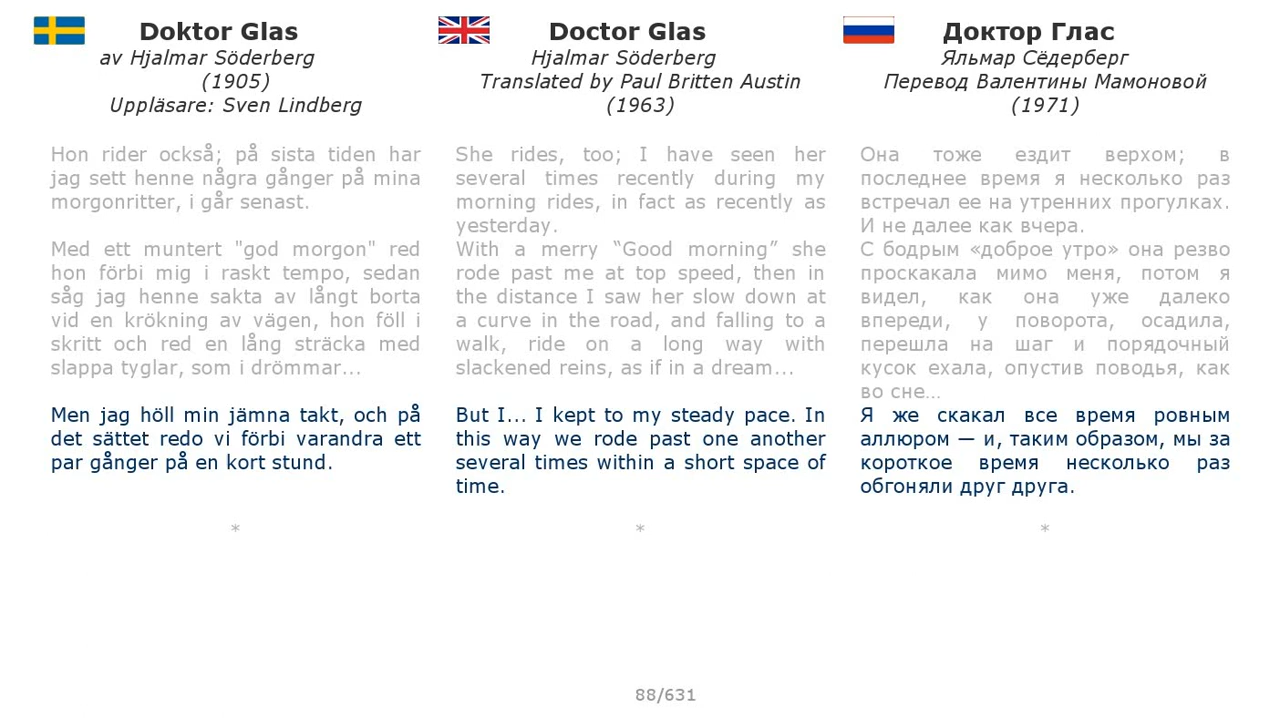 Doktor Glas
av Hjalmar Söderberg
(1905)
Uppläsare: Sven Lindberg
Hon rider också; på sista tiden har
jag sett henne några gånger på mina
morgonritter, i går senast.
Med ett muntert "god morgon" red
hon förbi mig i raskt tempo, sedan
såg jag henne sakta av långt borta
vid en krökning av vägen, hon föll i
skritt och red en lång sträcka med
slappa tyglar, som i drömmar...
Men jag höll min jämna takt, och på
det sättet redo vi förbi varandra ett
par gånger på en kort stund.
*
Doctor Glas
Hjalmar Söderberg
Translated by Paul Britten Austin
(1963)
She rides, too; I have seen her
several times recently during my
morning rides, in fact as recently as
yesterday.
With a merry “Good morning” she
rode past me at top speed, then in
the distance I saw her slow down at
a curve in the road, and falling to a
walk, ride on a long way with
slackened reins, as if in a dream...
But I... I kept to my steady pace. In
this way we rode past one another
several times within a short space of
time.
*
Доктор Глас
Яльмар Сёдерберг
Перевод Валентины Мамоновой
(1971)
Она тоже ездит верхом; в
последнее время я несколько раз
встречал ее на утренних прогулках.
И не далее как вчера.
С бодрым «доброе утро» она резво
проскакала мимо меня, потом я
видел, как она уже далеко
впереди, у поворота, осадила,
перешла на шаг и порядочный
кусок ехала, опустив поводья, как
во сне...
Я же скакал все время ровным
аллюром — и, таким образом, мы за
короткое время несколько раз
обгоняли друг друга.
*
88/631